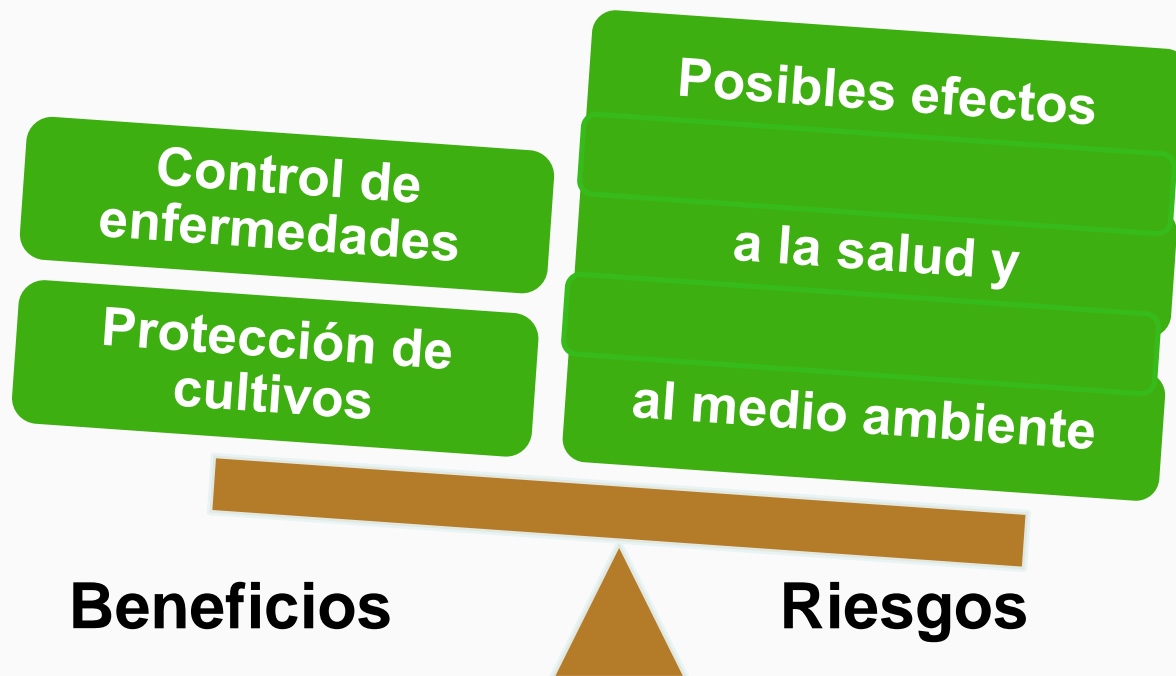 Control de
enfermedades
Protección de
cultivos
Posibles efectos
a la salud y
al medio ambiente
Beneficios
Riesgos